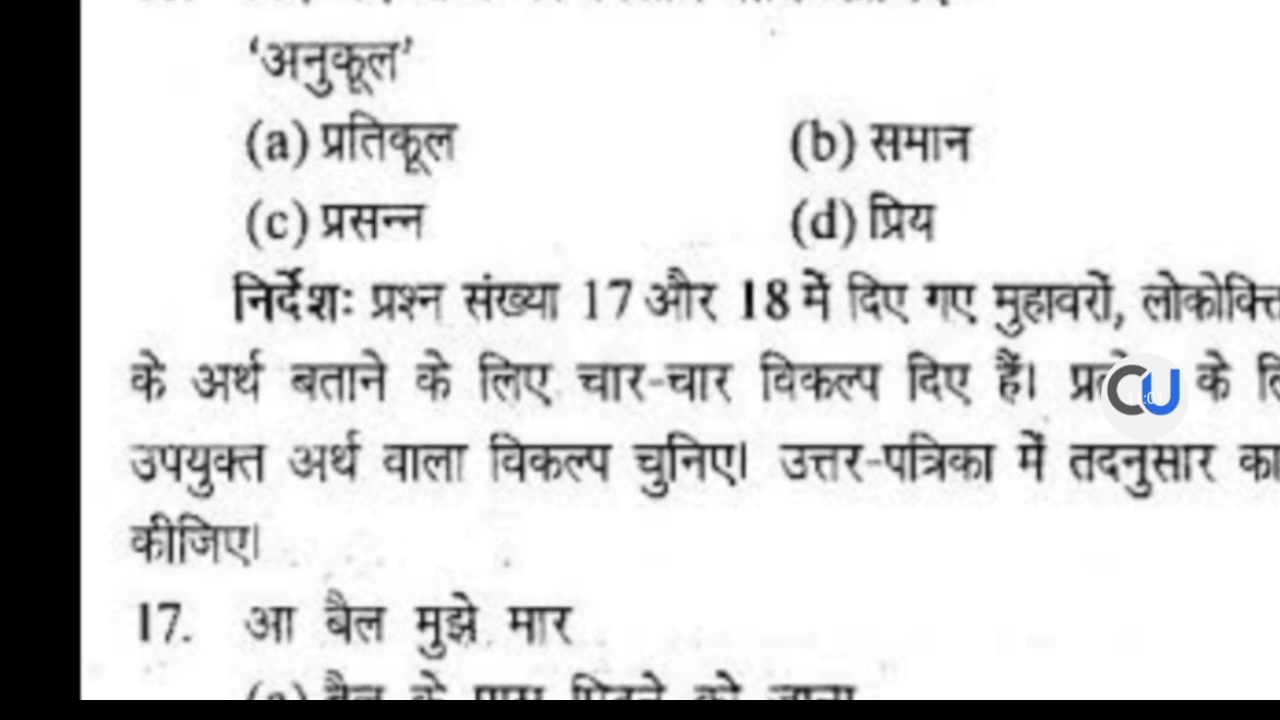 'अनुकूल'
(a) प्रतिकूल (b) समान
(c) प्रसन्न (d) प्रिय
निर्देशः प्रश्न संख्या 17 और 18 में दिए गए मुहावरों, लोकोक्ति
के अर्थ बताने के लिए चार-चार विकल्प दिए हैं। के
उपयुक्त अर्थ वाला विकल्प चुनिए। उत्तर-पत्रिका में तदनुसार का
कीजिए।
17. आ बैल मुझे मार